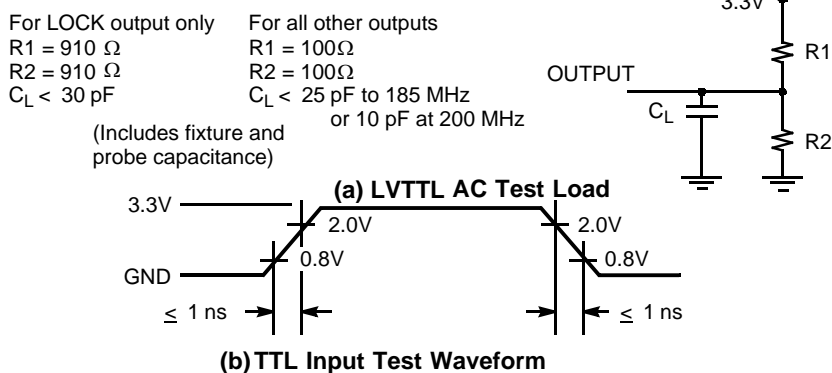 For LOCK output only
R1 = 910 Ω
R2 = 910 Ω
CL < 30 pF
For all other outputs
R1 = 100Ω
R2 = 100Ω
CL < 25 pF to 185 MHz
or 10 pF at 200 MHz
(Includes fixture and
probe capacitance)
3.3V
R1
OUTPUT
CL
R2
(a) LVTTL AC Test Load
3.3V
2.0V
2.0V
0.8V
0.8V
GND
≤ 1 ns
≤ 1 ns
(b) TTL Input Test Waveform